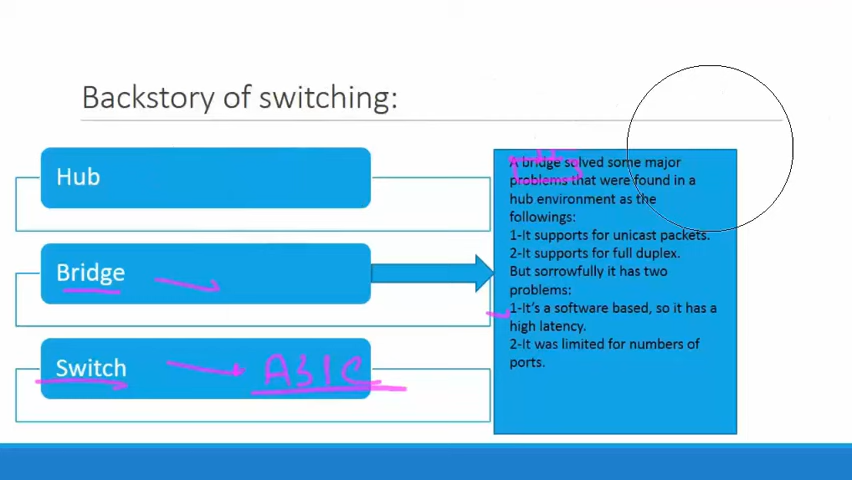 Backstory of switching:
Hub
Bridge
Switch
A31C
A bridge solved some major
problems that were found in a
hub environment as the
followings:
1-It supports for unicast packets.
2-It supports for full duplex.
But sorrowfully it has two
problems:
1-It's a software based, so it has a
high latency.
2-It was limited for numbers of
ports.